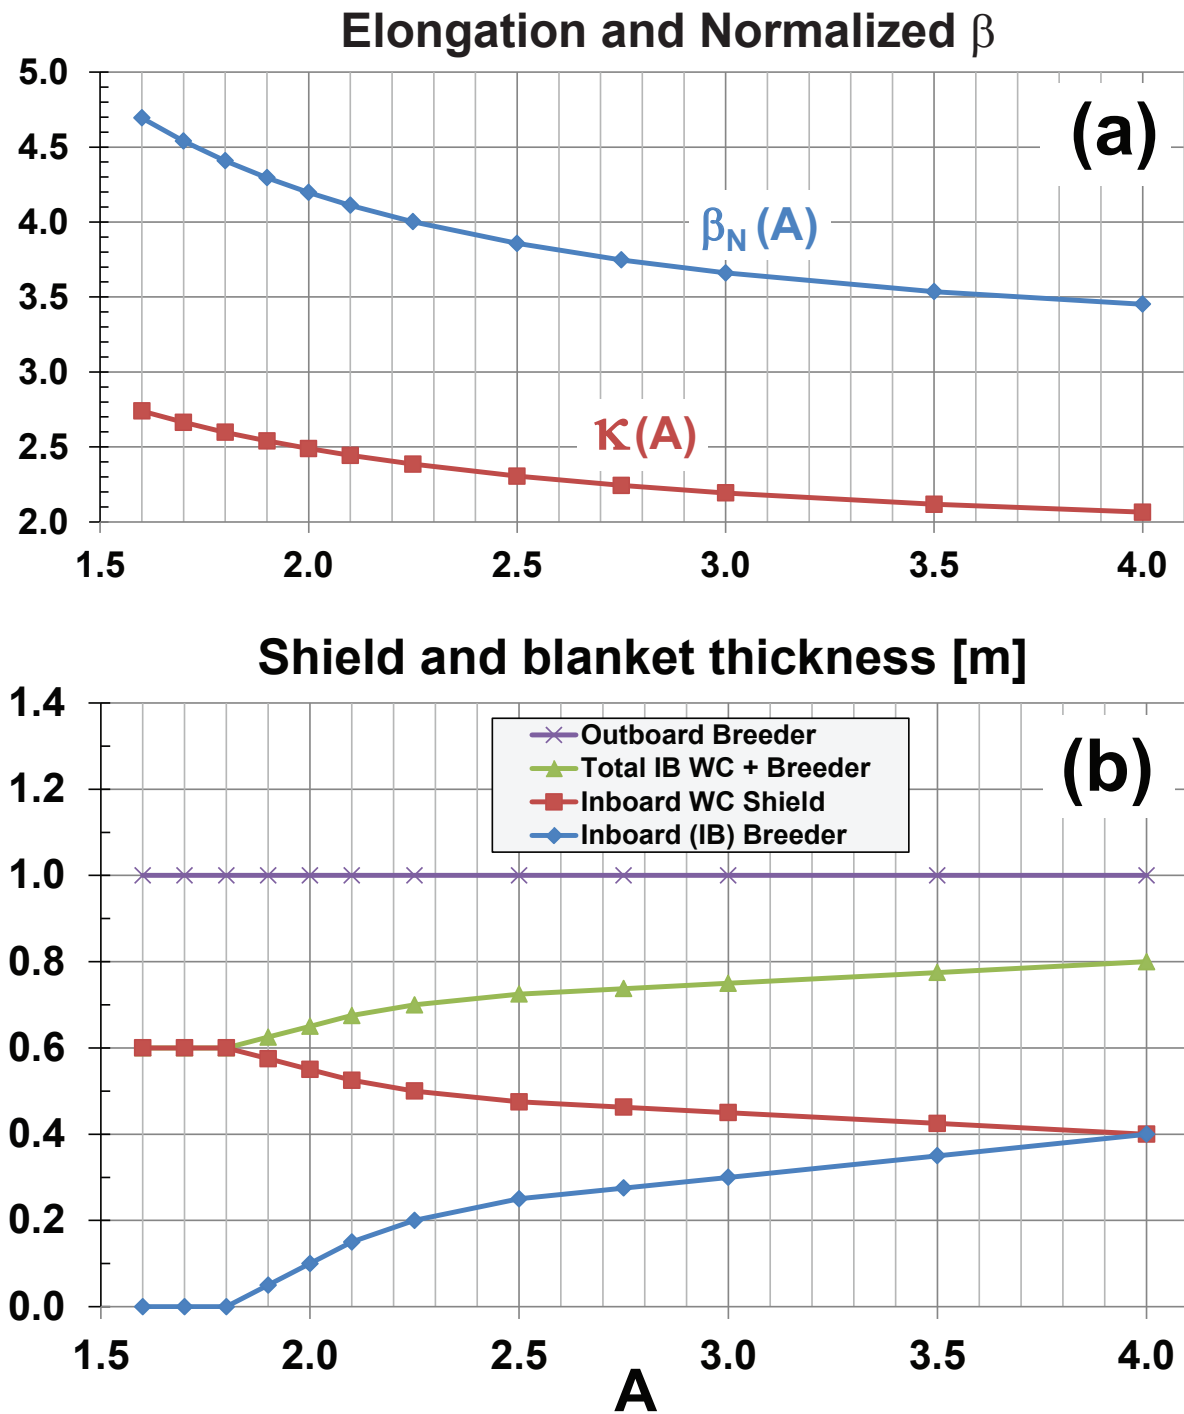 Elongation and Normalized β
5.0
4.5
4.0
3.5
3.0
2.5
2.0
(a)
βN (A)
κ (A)
1.5 2.0 2.5 3.0 3.5 4.0
Shield and blanket thickness [m]
1.4
1.2
1.0
0.8
0.6
0.4
0.2
0.0
Outboard Breeder
Total IB WC + Breeder
Inboard WC Shield
Inboard (IB) Breeder
(b)
1.5 2.0 2.5 3.0 3.5 4.0
A